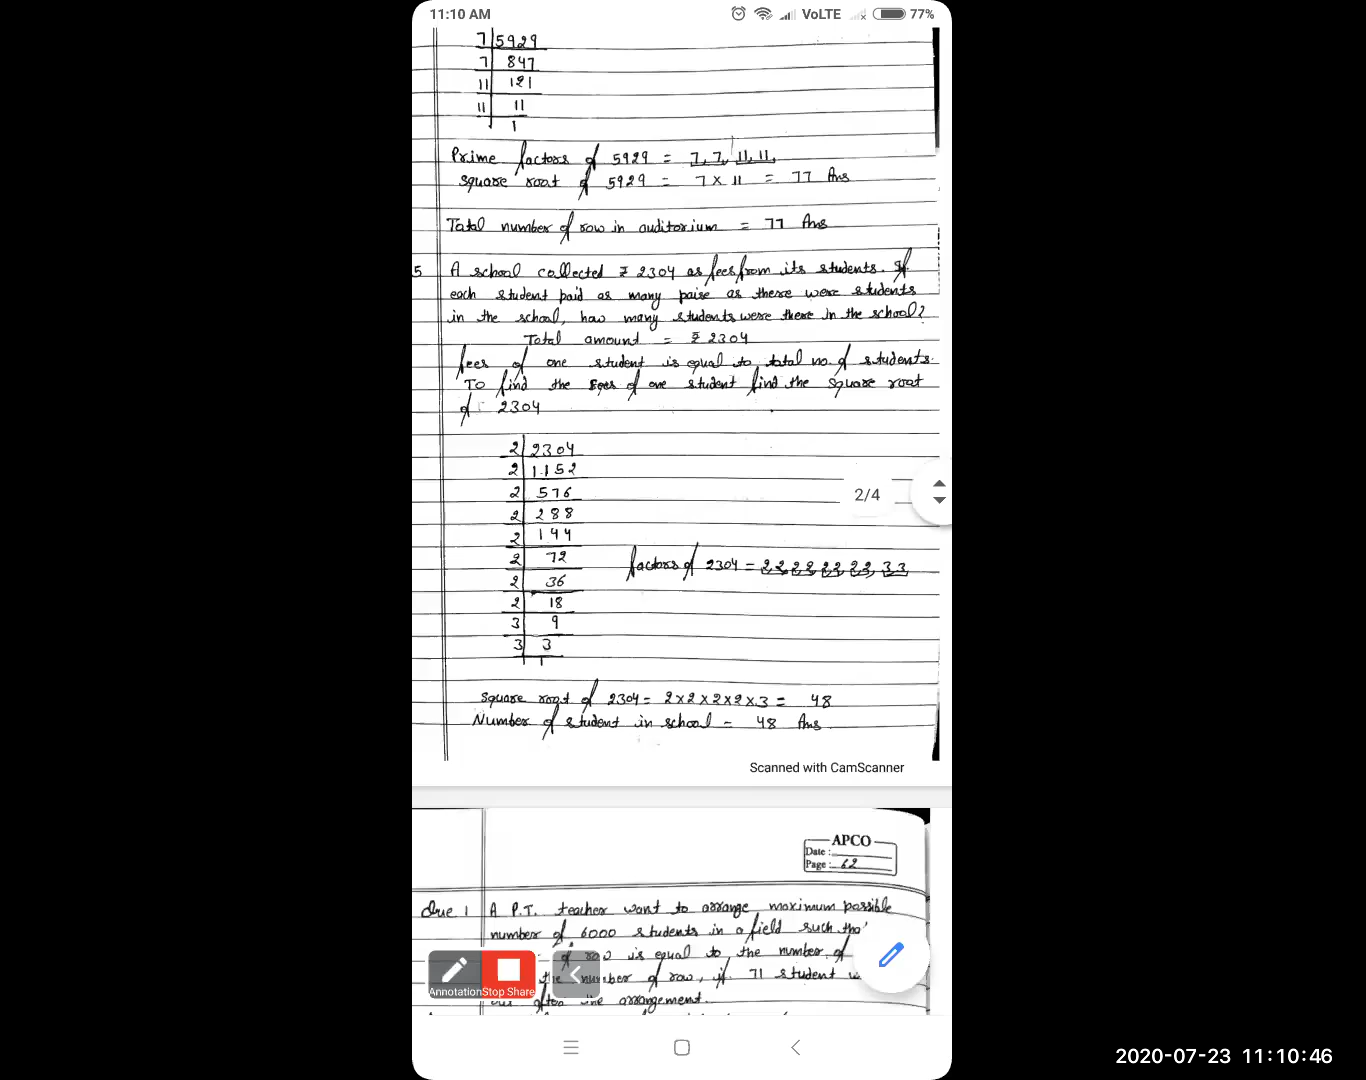 11:10 AM VoLTE 77%
7 5929
7 847
11 121
11 11
1
Prime factors of 5929 = 7, 7, 11, 11,
square root of 5929 = 7 × 11 = 77 Ans
Total number of row in auditorium = 77 Ans
5 A school collected ₹ 2304 as fees from its students. If
each student paid as many paise as there were students
in the school, how many students were there in the school?
Total amount = ₹ 2304
fees of one student is equal to total no. of students.
To find the fees of one student find the square root
of 2304
2 2304
2 1152
2 576
2 288
2 144
2 72
2 36
2 18
3 9
3 3
1
factors of 2304 = 2 2 2 2 2 2 2 2 3 3
2/4
Square root of 2304 = 2×2×2×2×3 = 48
Number of student in school = 48 Ans
Scanned with CamScanner
APCO
Date :
Page : 62
Que 1 A P.T. teacher want to arrange maximum possible
number of 6000 students in a field such tha
of row is equal to the number of
the number of row, if 71 student w
out after the arrangement.
Annotation Stop Share
2020-07-23 11:10:46